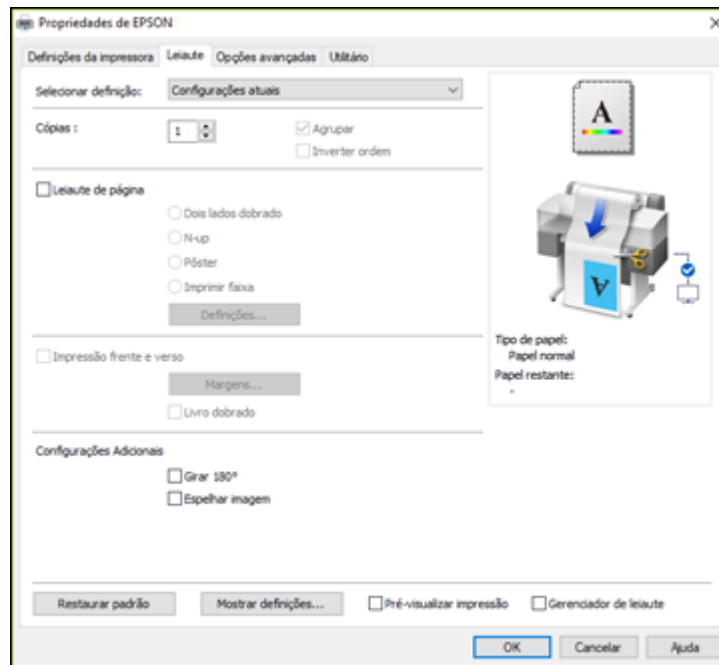 Propriedades de EPSON
Definições da impressora Leiaute Opções avançadas Utilitário
Selecionar definição: Configurações atuais
Cópias : 1 Agrupar
Inverter ordem
Leiaute de página
Dois lados dobrado
N-up
Pôster
Imprimir faixa
Definições...
Impressão frente e verso
Margens...
Livro dobrado
Configurações Adicionais
Girar 180°
Espelhar imagem
A
A
Tipo de papel:
Papel normal
Papel restante:
-
Restaurar padrão Mostrar definições... Pré-visualizar impressão Gerenciador de leiaute
OK Cancelar Ajuda